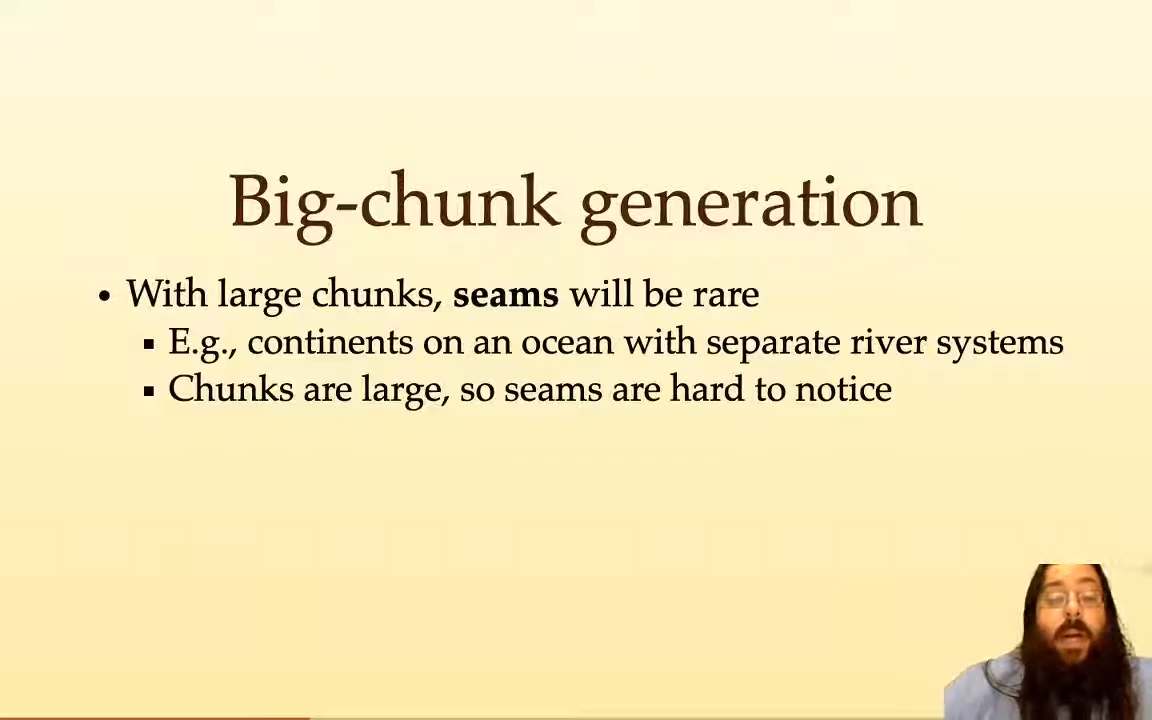 Big-chunk generation
• With large chunks, seams will be rare
▪ E.g., continents on an ocean with separate river systems
▪ Chunks are large, so seams are hard to notice